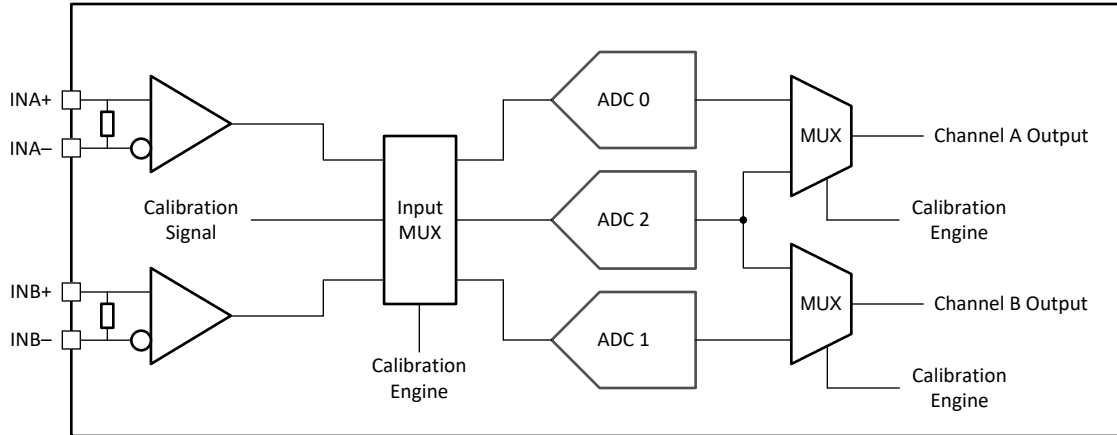 INA+
INA–
INB+
INB–
Calibration
Signal
Input
MUX
Calibration
Engine
ADC 0
ADC 2
ADC 1
MUX
Channel A Output
Calibration
Engine
MUX
Channel B Output
Calibration
Engine